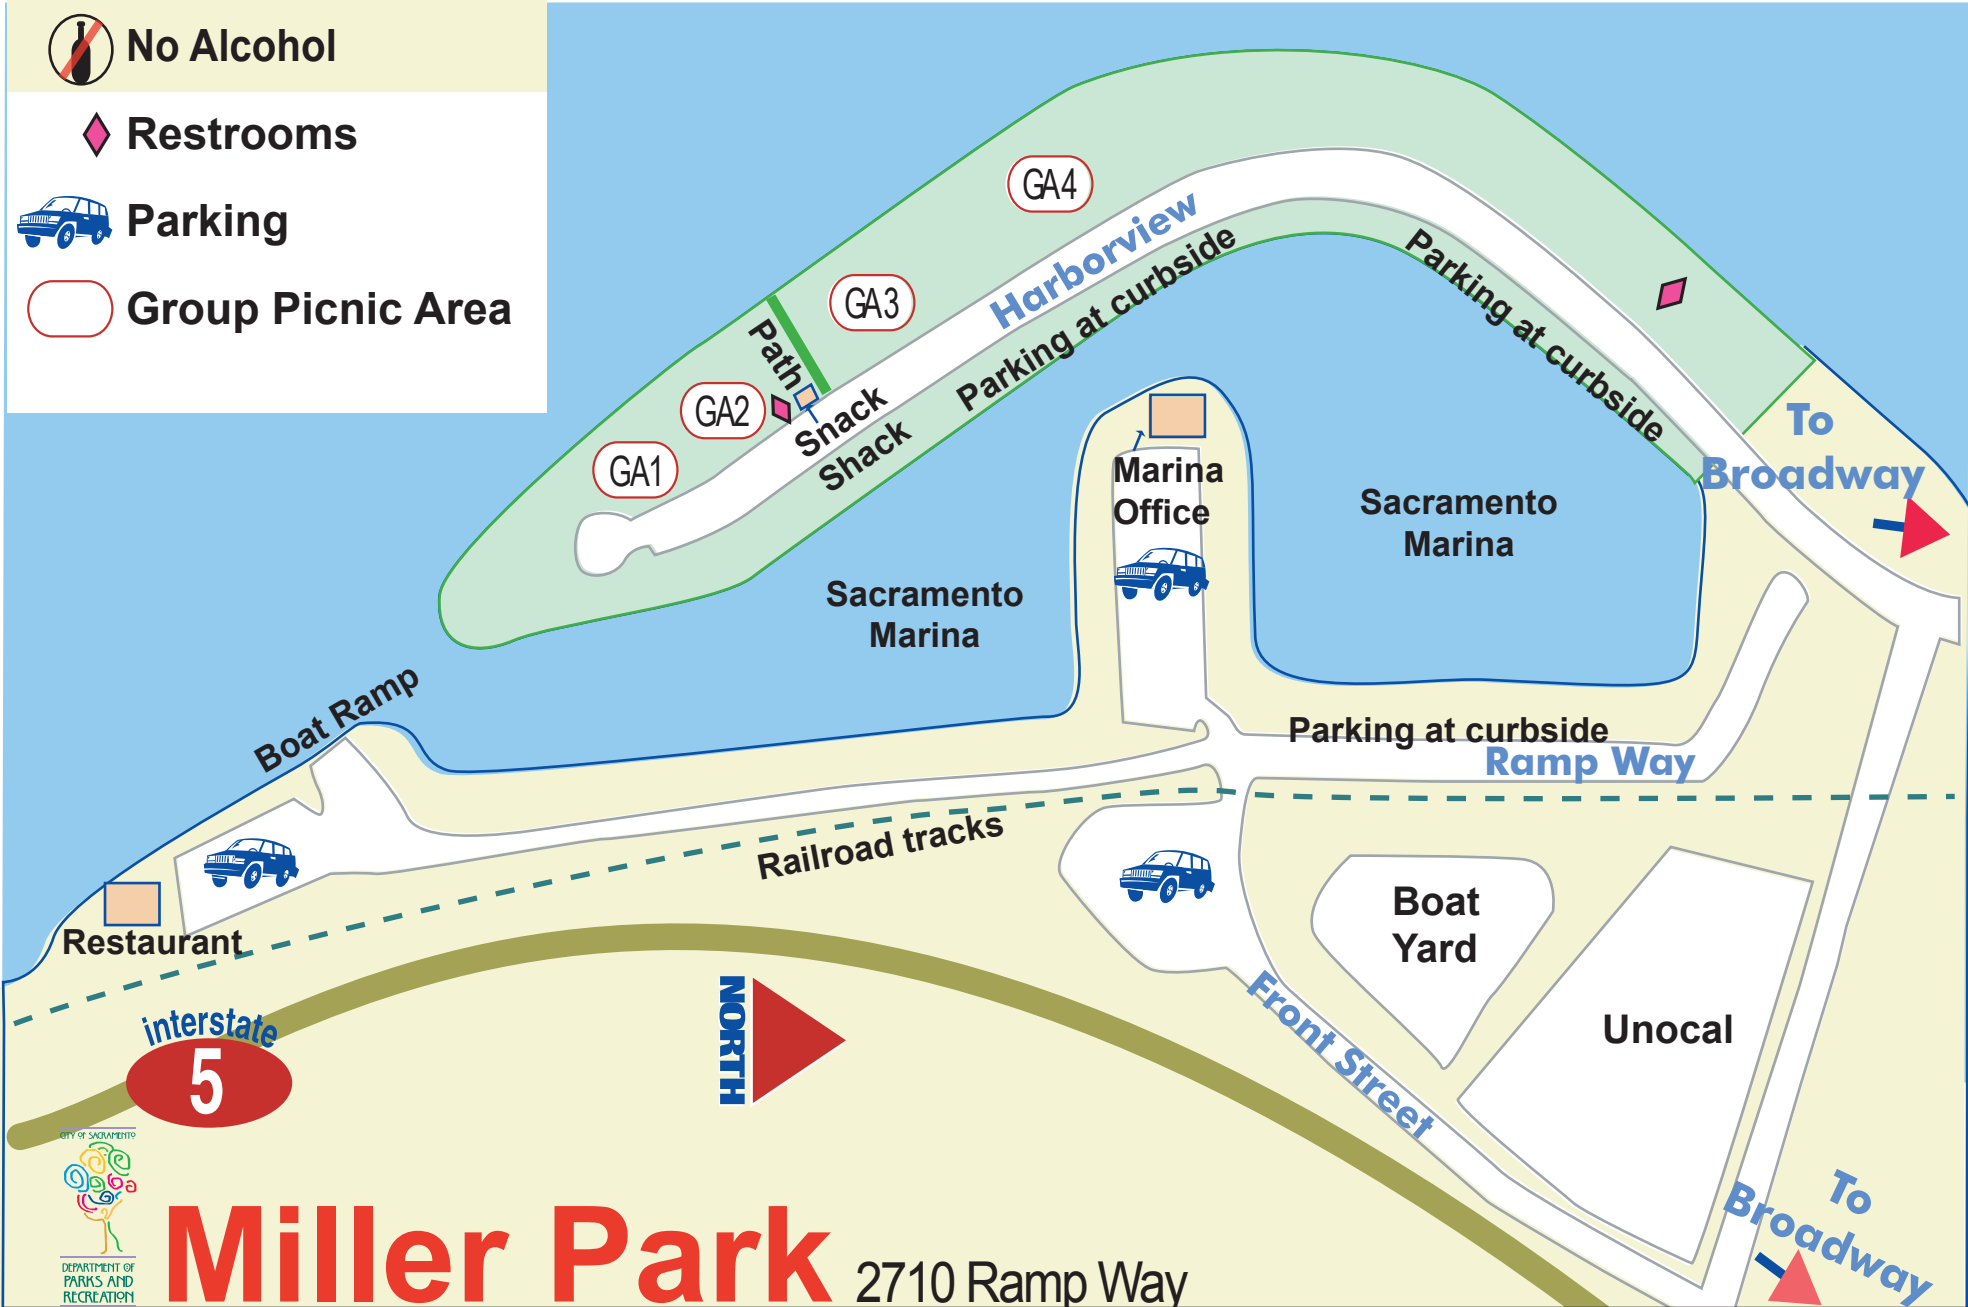 No Alcohol
Restrooms
Parking
Group Picnic Area
GA4
GA3
GA2
GA1
Path
Snack
Shack
Harborview
Parking at curbside
Parking at curbside
To
Broadway
Marina
Office
Sacramento
Marina
Sacramento
Marina
Boat Ramp
Parking at curbside
Ramp Way
Railroad tracks
Restaurant
Boat
Yard
Unocal
Front Street
NORTH
interstate
5
To
Broadway
CITY OF SACRAMENTO
DEPARTMENT OF
PARKS AND
RECREATION
Miller Park 2710 Ramp Way